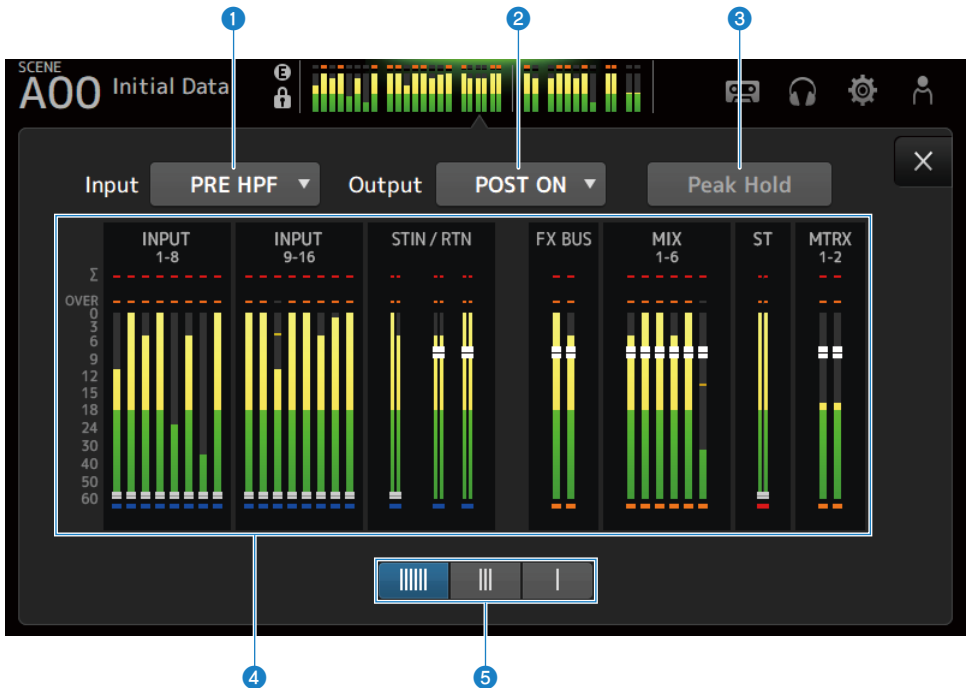 1 2 3
SCENE
A00 Initial Data E
Input PRE HPF Output POST ON Peak Hold
INPUT INPUT STIN / RTN FX BUS MIX ST MTRX
1-8 9-16 1-6 1-2
Σ
OVER
0
3
6
9
12
15
18
24
30
40
50
60
4 5